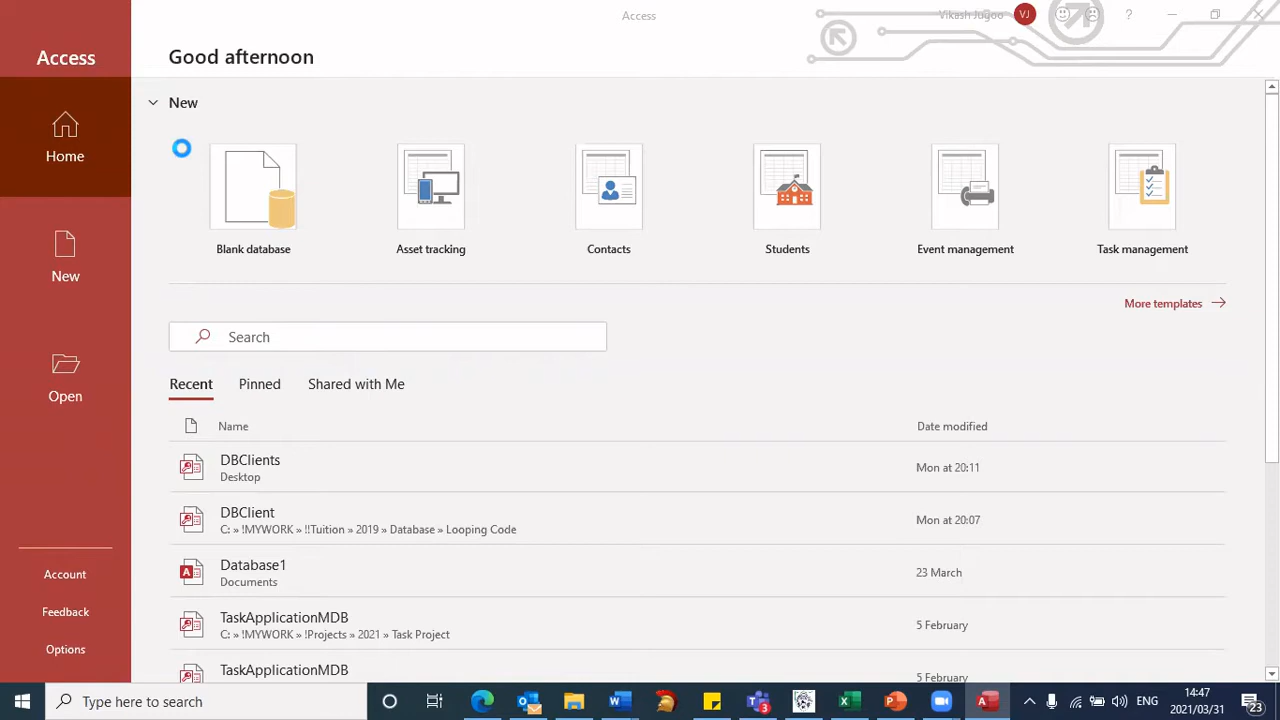 Access
Vikash Jugoo
VJ
?
Access
Good afternoon
New
Home
New
Open
Blank database
Asset tracking
Contacts
Students
Event management
Task management
More templates
Search
Recent Pinned Shared with Me
Name Date modified
DBClients
Desktop
Mon at 20:11
DBClient
C: » !MYWORK » !!Tuition » 2019 » Database » Looping Code
Mon at 20:07
Database1
Documents
23 March
TaskApplicationMDB
C: » !MYWORK » !Projects » 2021 » Task Project
5 February
TaskApplicationMDB
5 February
Account
Feedback
Options
Type here to search
3
ENG
14:47
2021/03/31
23